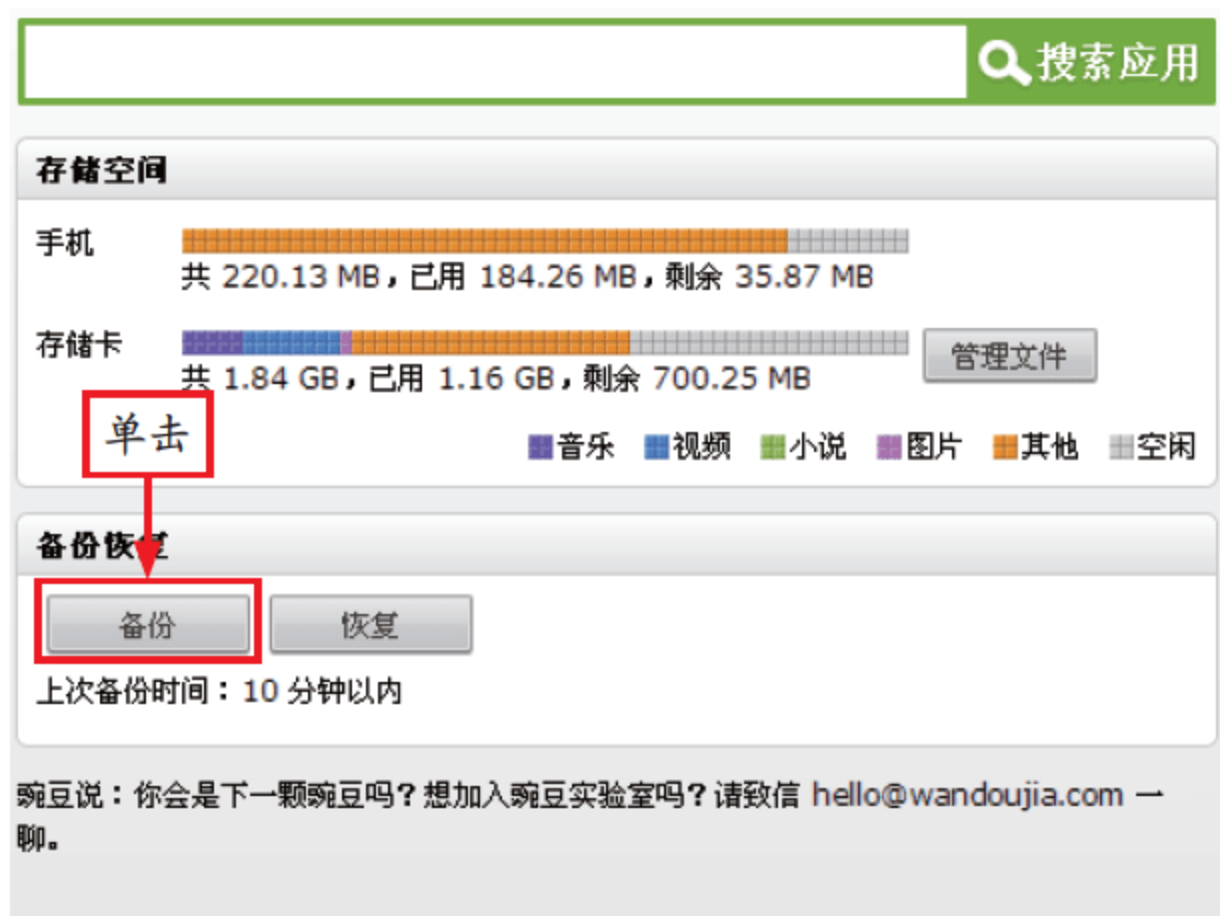 搜索应用
存储空间
手机
共 220.13 MB，已用 184.26 MB，剩余 35.87 MB
存储卡
管理文件
共 1.84 GB，已用 1.16 GB，剩余 700.25 MB
单击
音乐 视频 小说 图片 其他 空闲
备份恢复
备份 恢复
上次备份时间：10 分钟以内
豌豆说：你会是下一颗豌豆吗？想加入豌豆实验室吗？请致信 hello@wandoujia.com 一
聊。